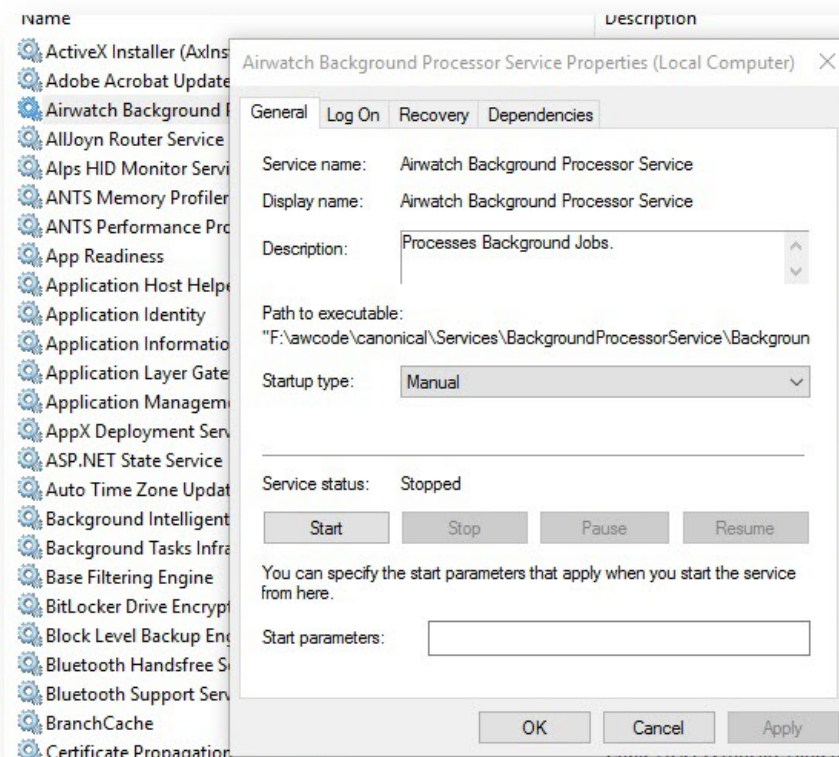 Name Description
ActiveX Installer (AxIns
Adobe Acrobat Update
Airwatch Background P
AllJoyn Router Service
Alps HID Monitor Servi
ANTS Memory Profiler
ANTS Performance Pro
App Readiness
Application Host Helpe
Application Identity
Application Informatio
Application Layer Gate
Application Managem
AppX Deployment Serv
ASP.NET State Service
Auto Time Zone Updat
Background Intelligent
Background Tasks Infra
Base Filtering Engine
BitLocker Drive Encrypt
Block Level Backup Eng
Bluetooth Handsfree Se
Bluetooth Support Serv
BranchCache
Certificate Propagation
Airwatch Background Processor Service Properties (Local Computer)
General Log On Recovery Dependencies
Service name: Airwatch Background Processor Service
Display name: Airwatch Background Processor Service
Description: Processes Background Jobs.
Path to executable:
"F:\awcode\canonical\Services\BackgroundProcessorService\Backgroun
Startup type: Manual
Service status: Stopped
Start Stop Pause Resume
You can specify the start parameters that apply when you start the service
from here.
Start parameters:
OK Cancel Apply